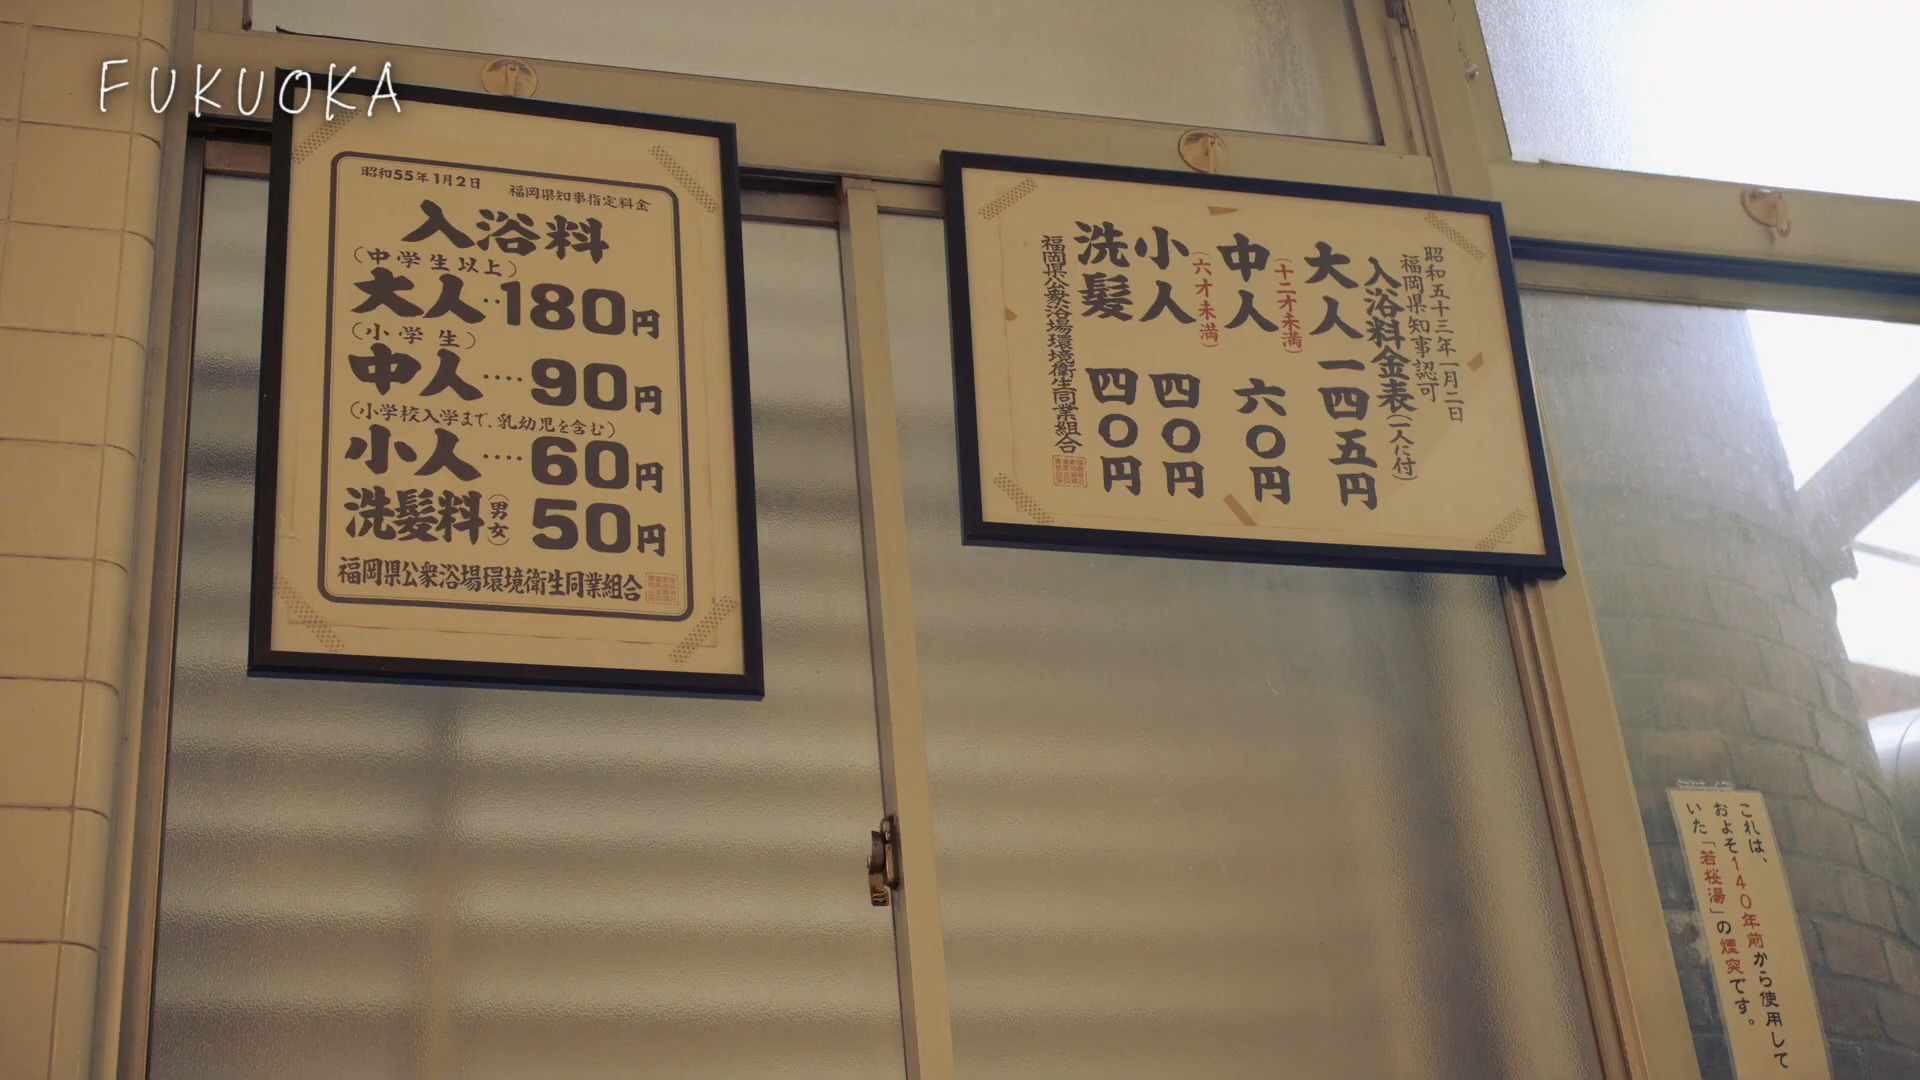 FUKUOKA
昭和55年1月2日
福岡県知事指定料金
入浴料
(中学生以上)
大人‥180円
(小学生)
中人‥‥90円
(小学校入学まで、乳幼児を含む)
小人‥‥60円
洗髪料(男女)50円
福岡県公衆浴場環境衛生同業組合
昭和五十三年一月二日
福岡県知事認可
入浴料金表(一人に付)
大人 一四五円
(十二才未満)
中人 六〇円
(六才未満)
小人 四〇円
洗髪 四〇円
福岡県公衆浴場環境衛生同業組合
これは、
およそ140年前から使用して
いた「若桜湯」の煙突です。